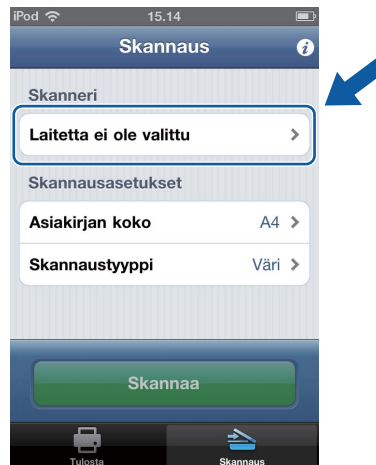 iPod 15.14
Skannaus
Skanneri
Laitetta ei ole valittu
Skannausasetukset
Asiakirjan koko A4
Skannaustyyppi Väri
Skannaa
Tulosta Skannaus